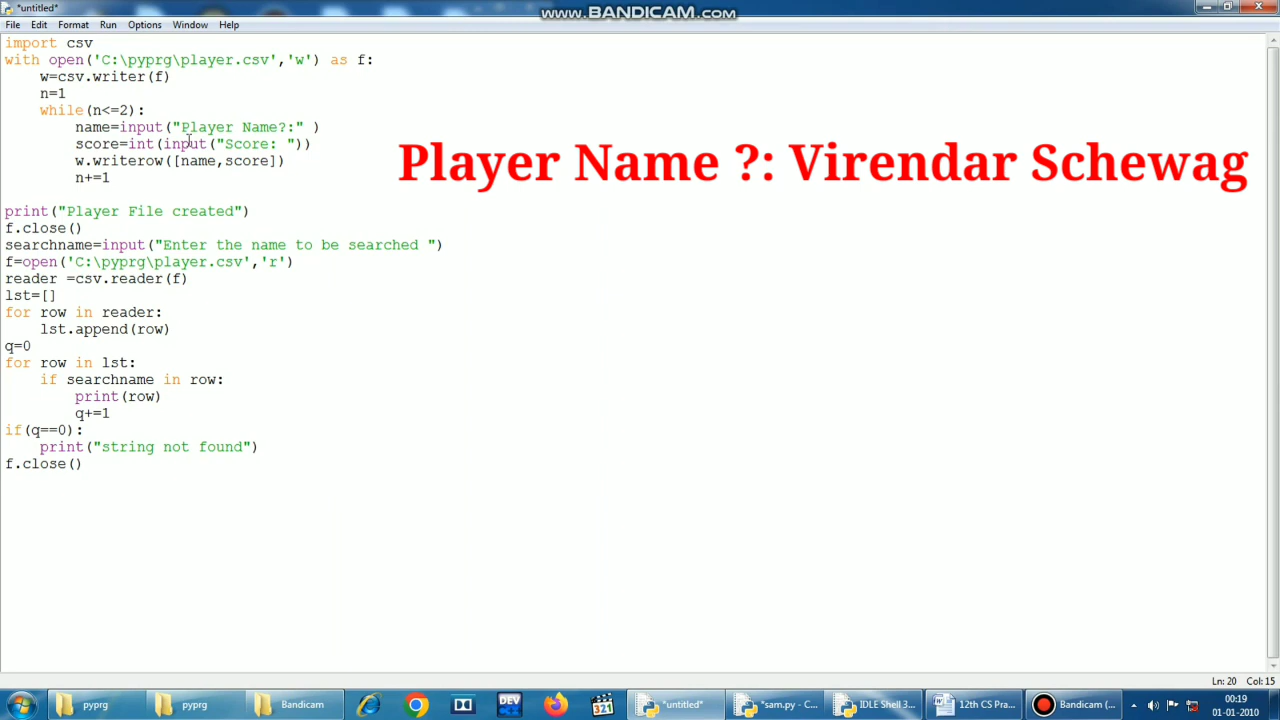 *untitled*
www.BANDICAM.com
File Edit Format Run Options Window Help
import csv
with open('C:\pyprg\player.csv','w') as f:
    w=csv.writer(f)
    n=1
    while(n<=2):
        name=input("Player Name?:" )
        score=int(input("Score: "))
        w.writerow([name,score])
        n+=1
Player Name ?: Virendar Schewag
print("Player File created")
f.close()
searchname=input("Enter the name to be searched ")
f=open('C:\pyprg\player.csv','r')
reader =csv.reader(f)
lst=[]
for row in reader:
    lst.append(row)
q=0
for row in lst:
    if searchname in row:
        print(row)
        q+=1
if(q==0):
    print("string not found")
f.close()
Ln: 20 Col: 15
pyprg pyprg Bandicam DEV 321 *untitled* *sam.py - C... IDLE Shell 3... 12th CS Pra... Bandicam (... 00:19
01-01-2010